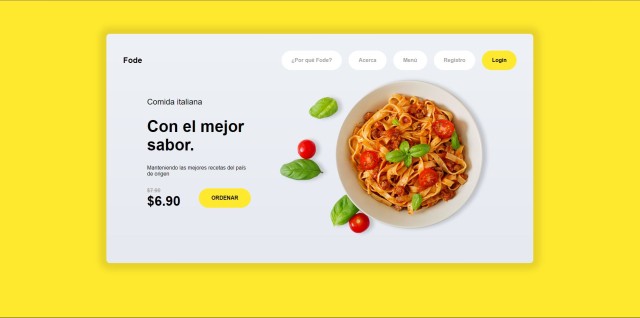 Fode
¿Por qué Fode?
Acerca
Menú
Registro
Login
Comida italiana
Con el mejor
sabor.
Manteniendo las mejores recetas del país
de origen
$7.90
$6.90
ORDENAR